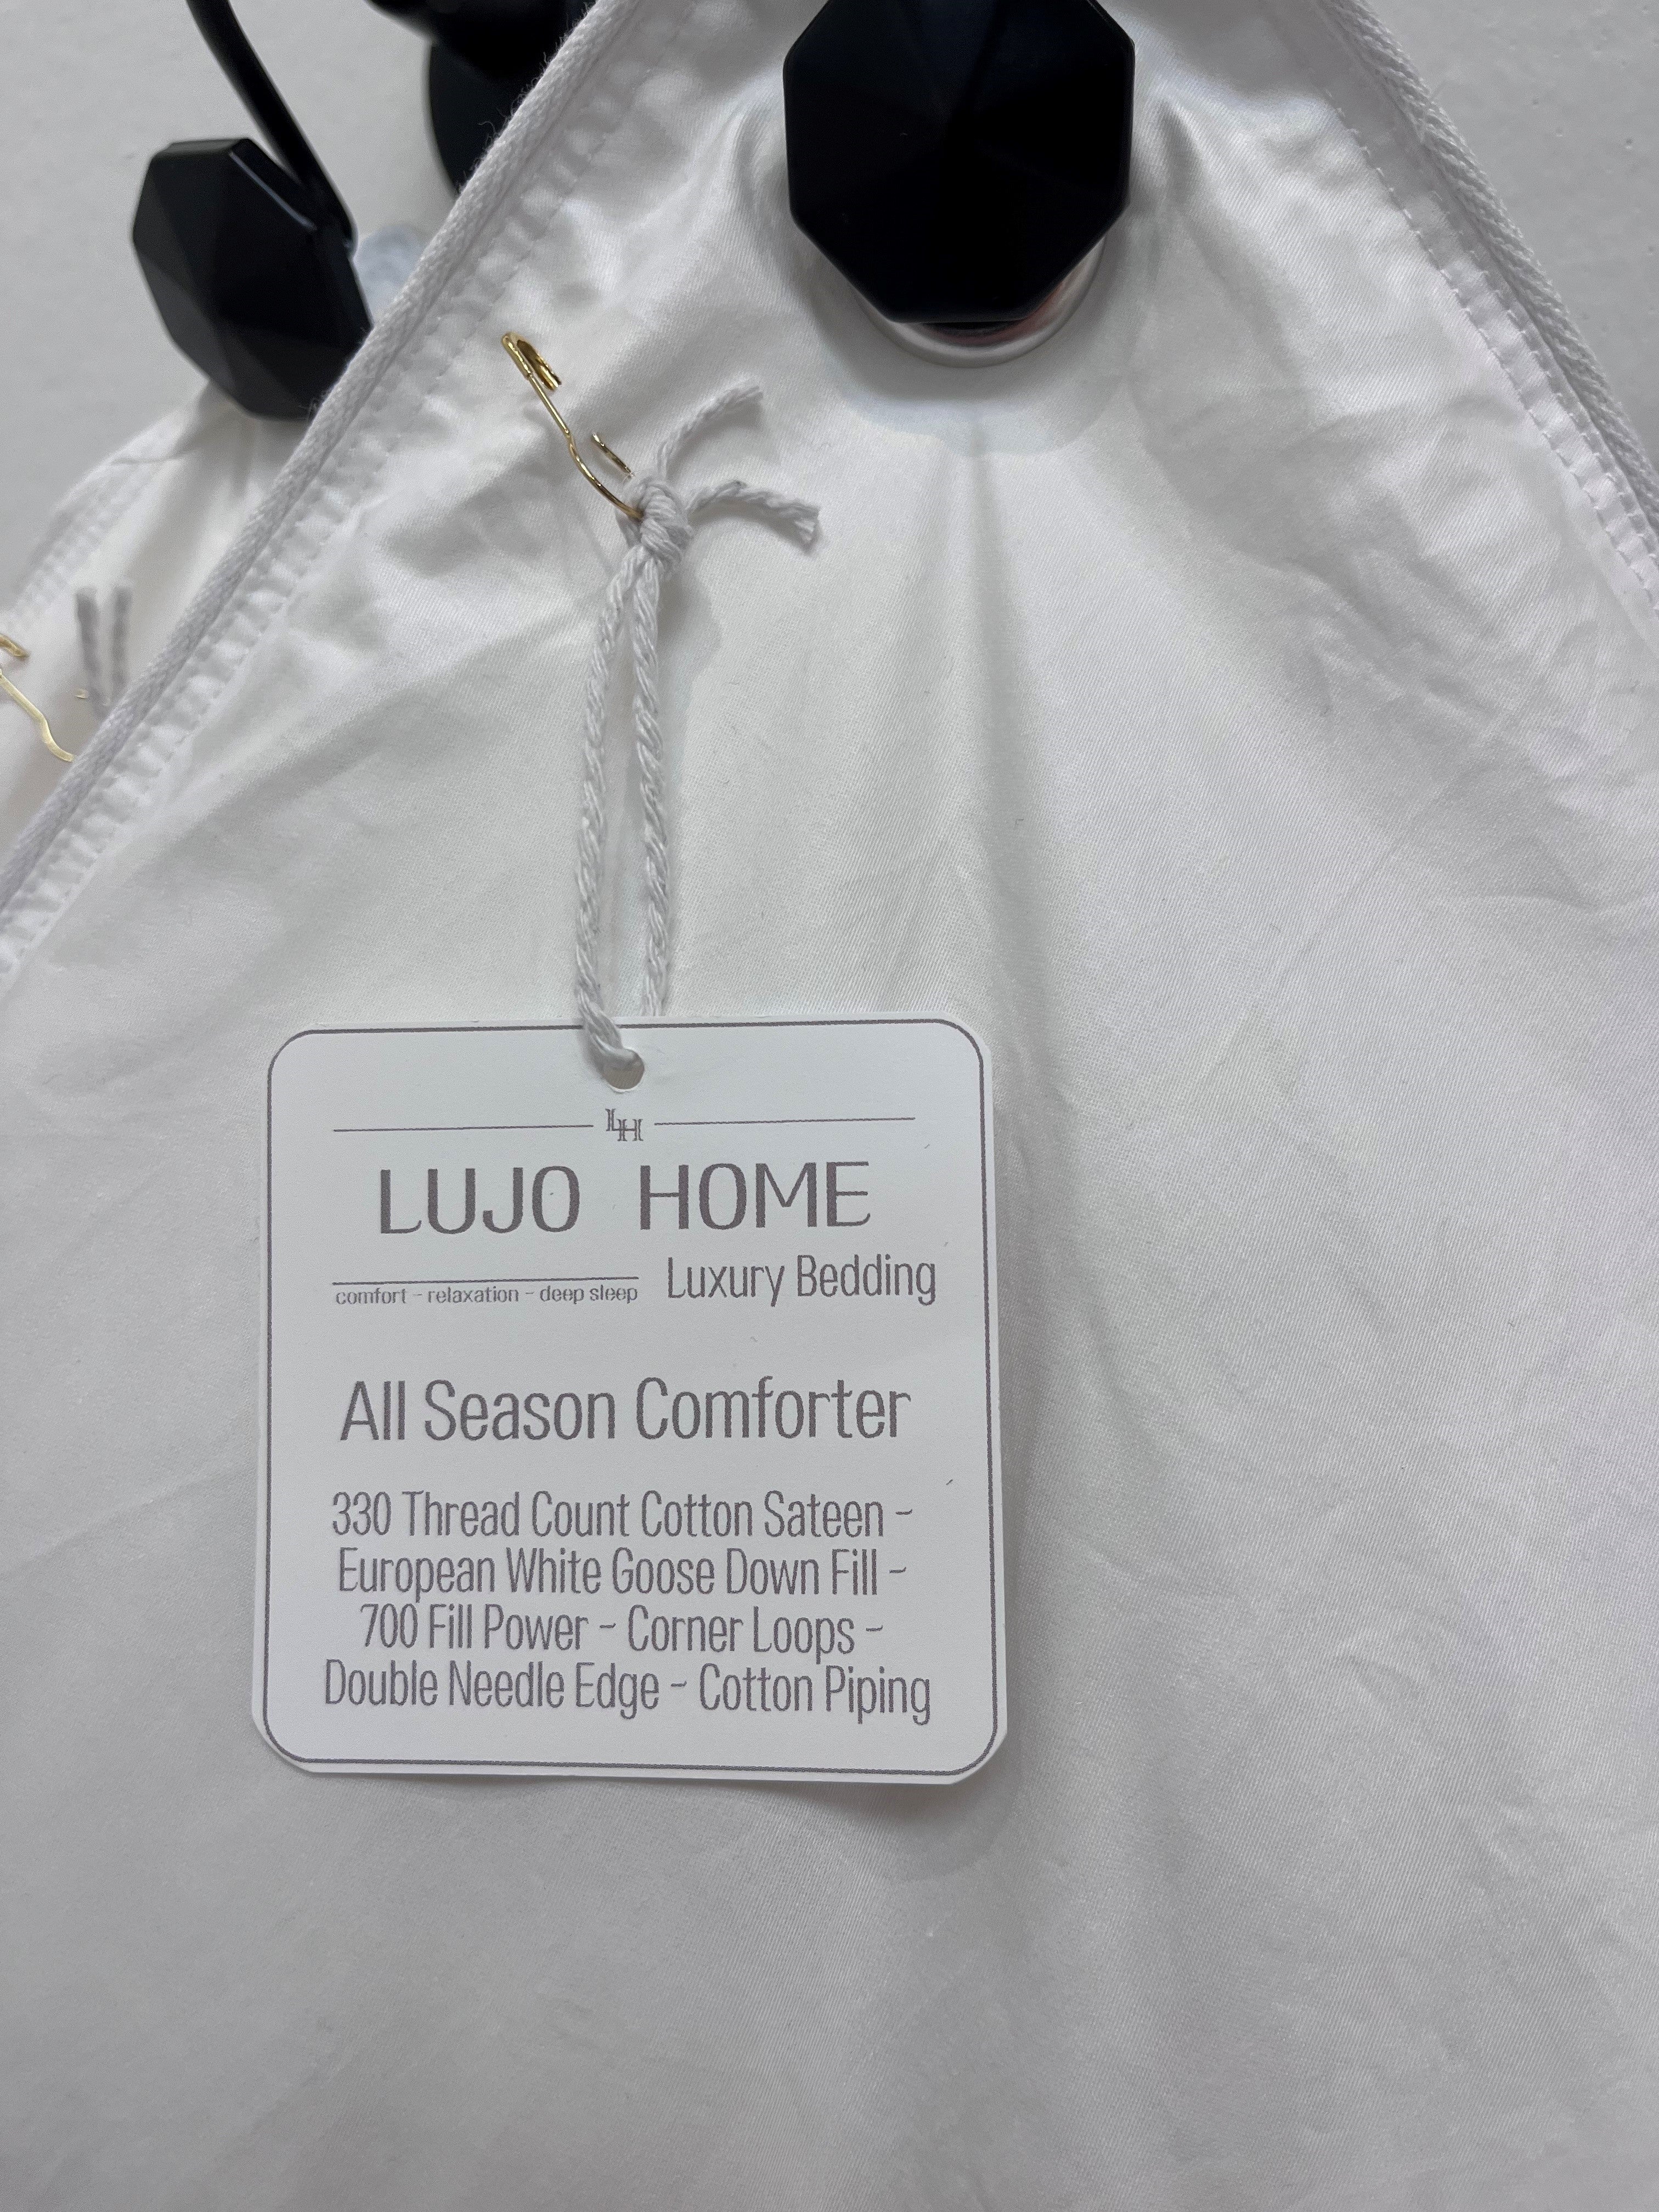 LH
LUJO HOME
Luxury Bedding
comfort - relaxation - deep sleep
All Season Comforter
330 Thread Count Cotton Sateen -
European White Goose Down Fill -
700 Fill Power - Corner Loops -
Double Needle Edge - Cotton Piping